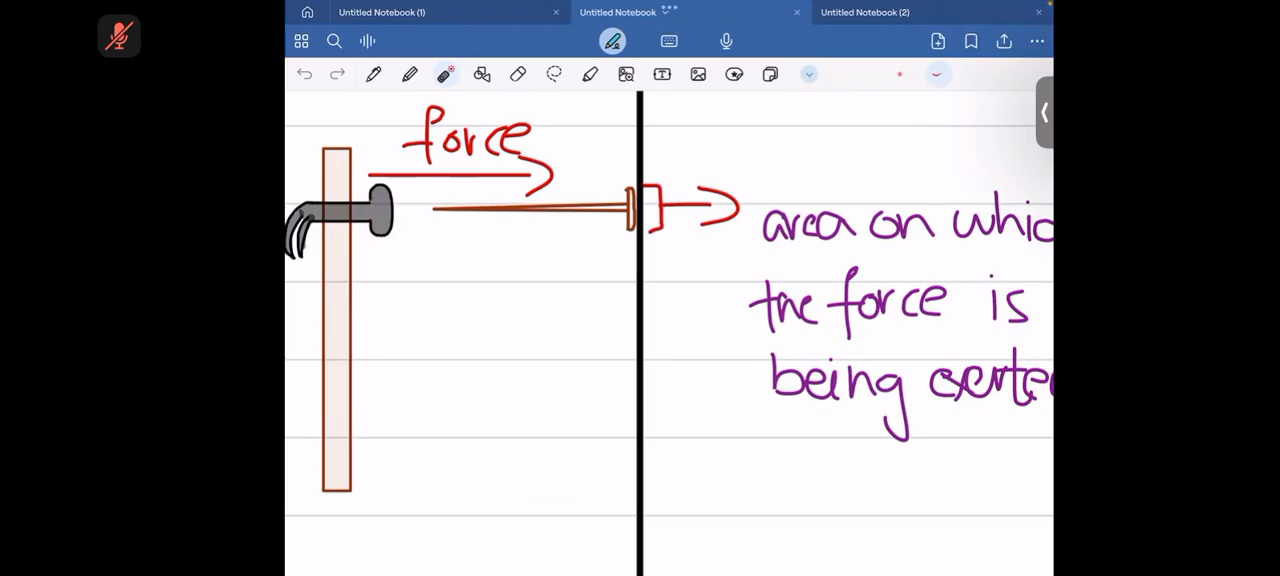 Untitled Notebook (1)
Untitled Notebook
Untitled Notebook (2)
force
area on whic
the force is
being exerte